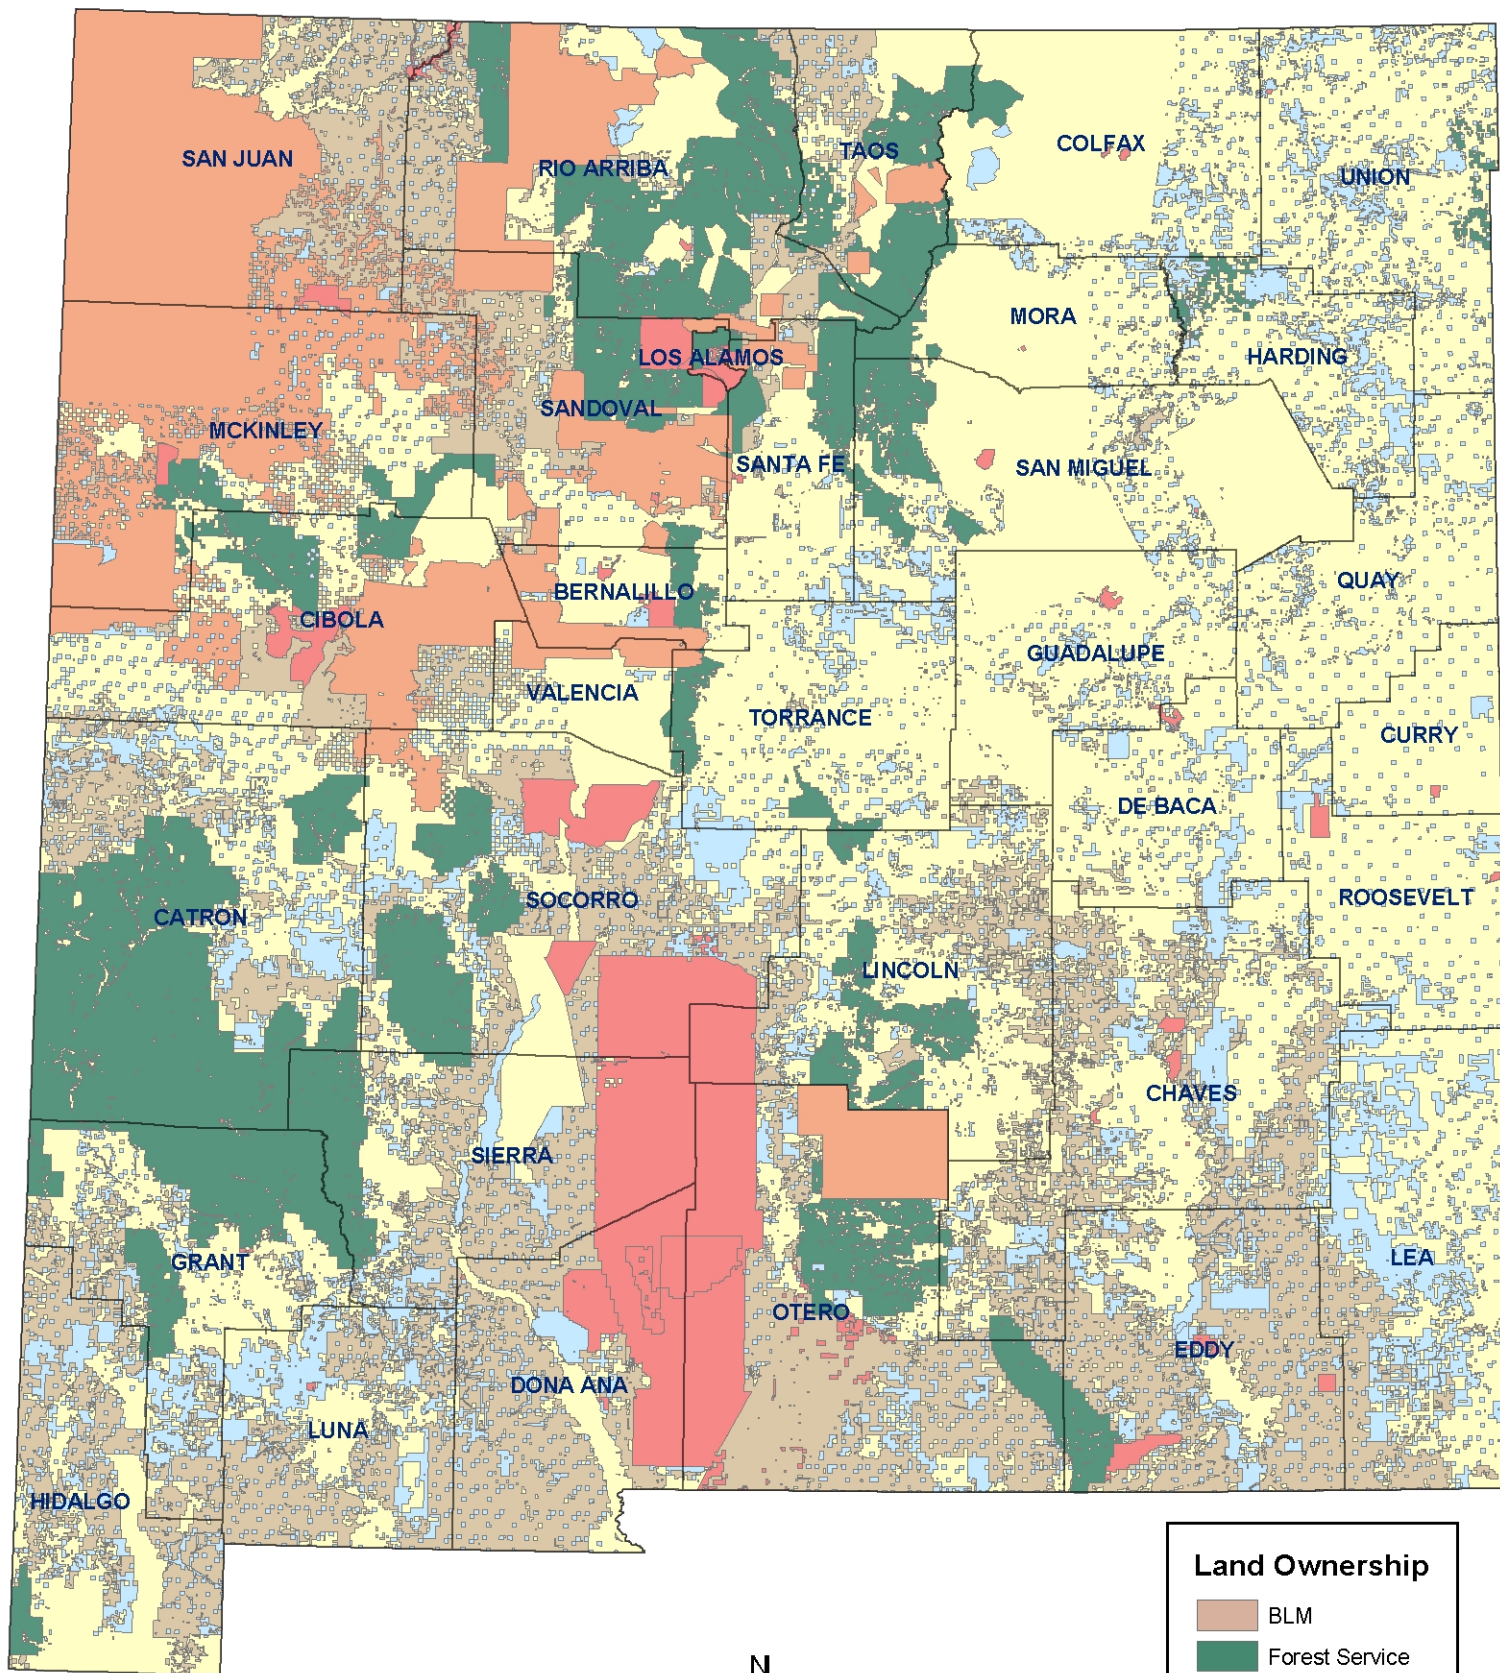 COLFAX
TAOS
SAN JUAN
RIO ARRIBA
UNION
MORA
HARDING
LOS ALAMOS
SANDOVAL
MCKINLEY
SANTA FE
SAN MIGUEL
QUAY
BERNALILLO
CIBOLA
GUADALUPE
VALENCIA
TORRANCE
CURRY
DE BACA
ROOSEVELT
SOCORRO
CATRON
LINCOLN
CHAVES
SIERRA
GRANT
LEA
OTERO
EDDY
DONA ANA
LUNA
HIDALGO
Land Ownership
BLM
Forest Service
N